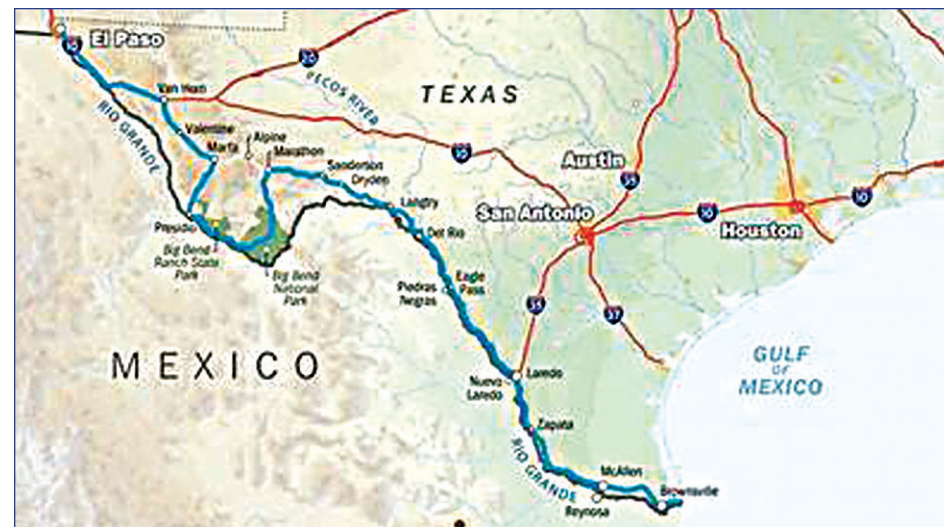 El Paso
10
20
Van Horn
PECOS RIVER
TEXAS
RIO GRANDE
Valentine
Alpine
Marfa
Marathon
10
Sanderson
Dryden
Austin
35
Langtry
San Antonio
10
10
Houston
Presidio
Del Rio
Big Bend
Ranch State
Park
Big Bend
National
Park
Eagle
Pass
Piedras
Negras
35
37
MEXICO
GULF
OF
MEXICO
Laredo
Nuevo
Laredo
Zapata
RIO GRANDE
McAllen
Reynosa
Brownsville